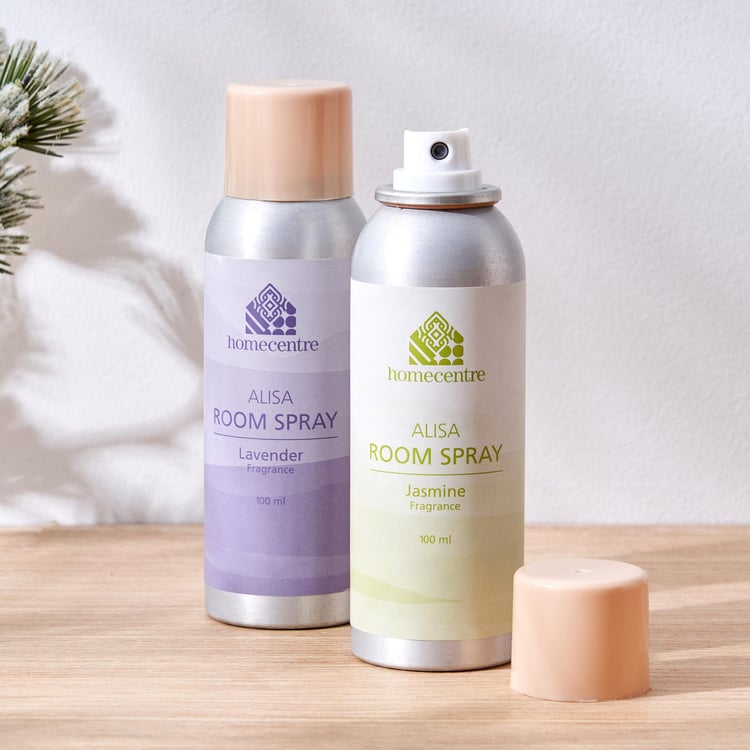 homecentre
ALISA
ROOM SPRAY
Lavender
Fragrance
100 ml
homecentre
ALISA
ROOM SPRAY
Jasmine
Fragrance
100 ml